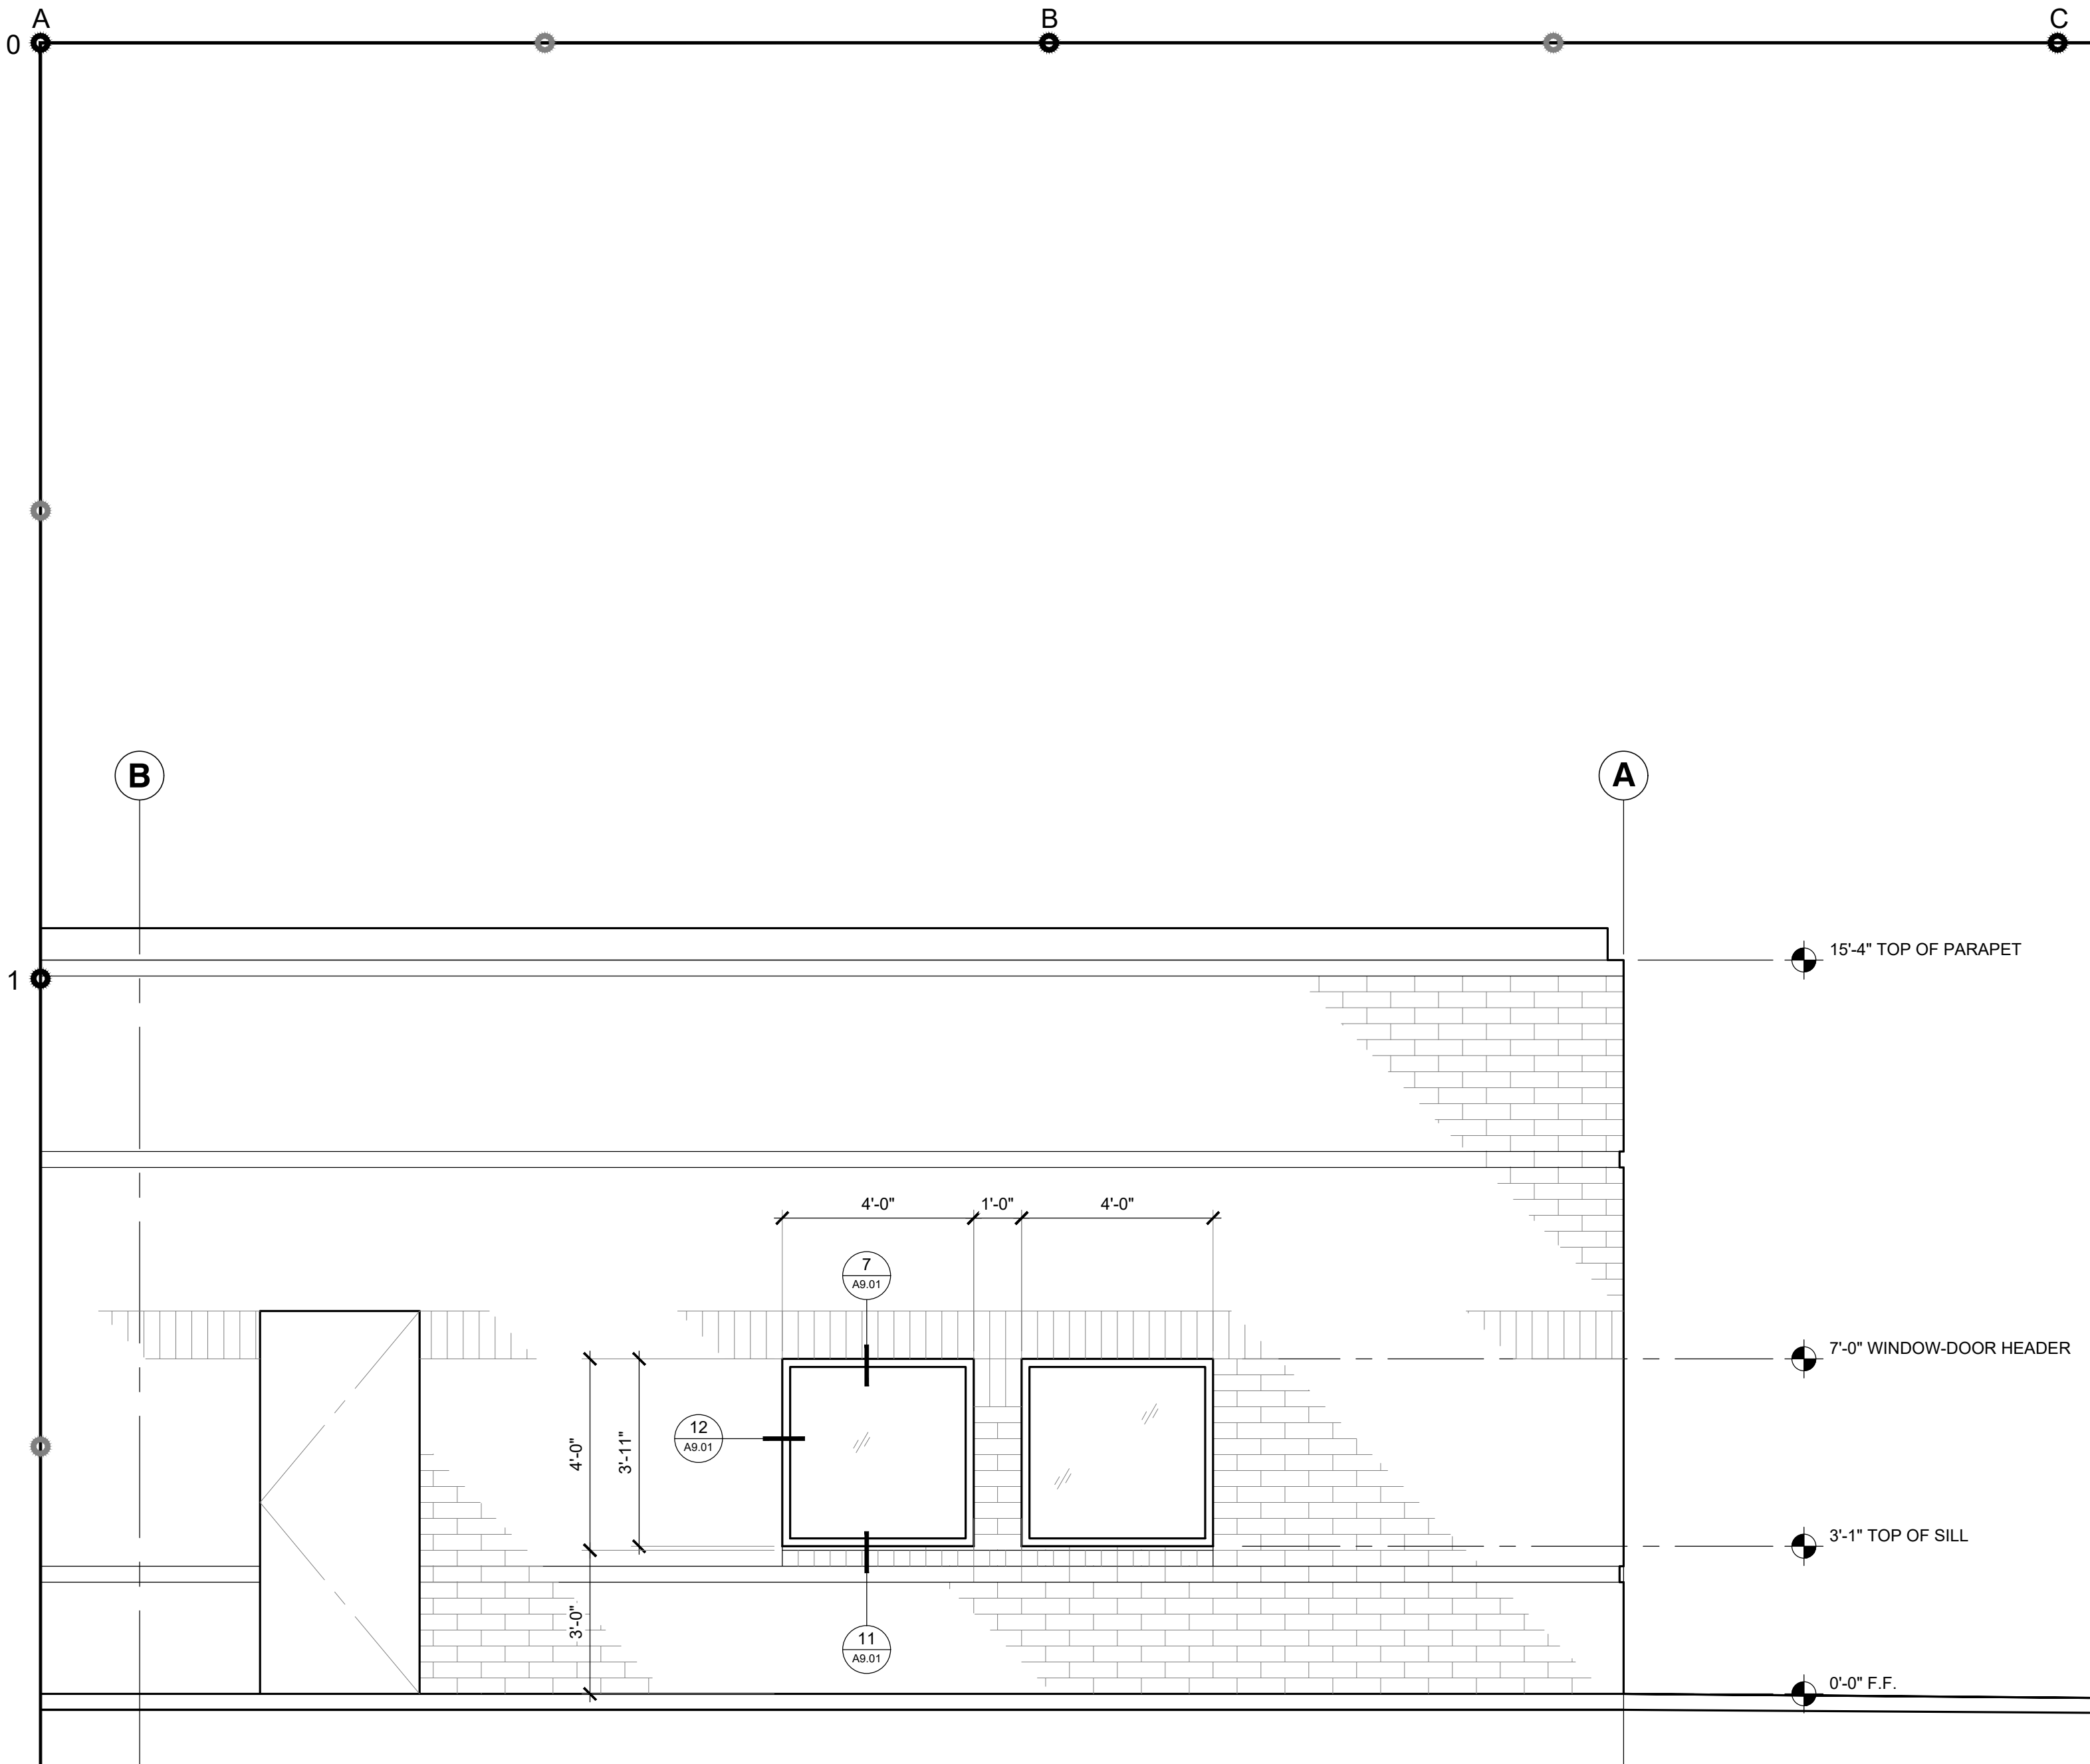 A
B
C
0
B
A
15'-4" TOP OF PARAPET
1
4'-0"
1'-0"
4'-0"
7
A9.01
7'-0" WINDOW-DOOR HEADER
12
A9.01
4'-0"
3'-11"
3'-1" TOP OF SILL
3'-0"
11
A9.01
0'-0" F.F.